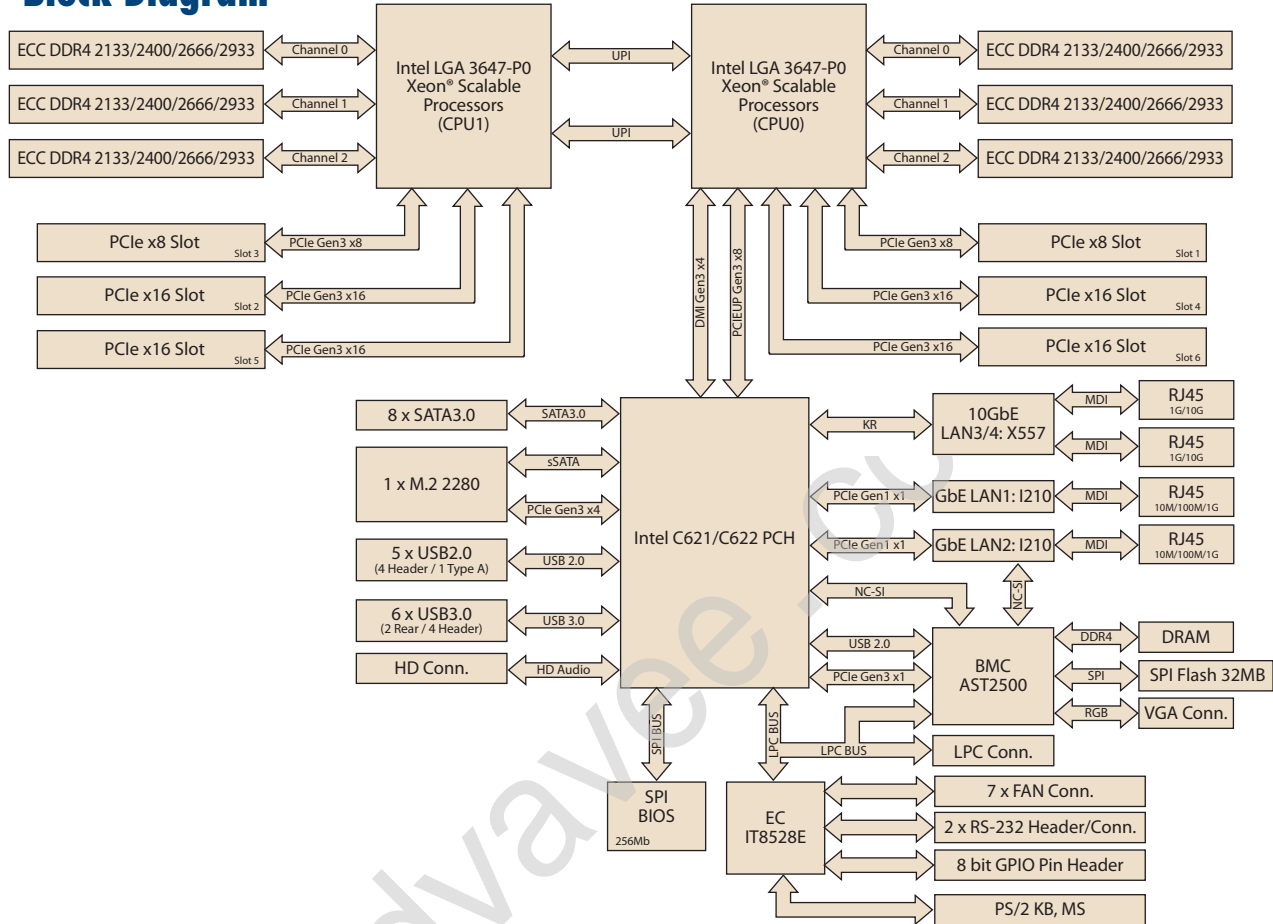 Block Diagram
ECC DDR4 2133/2400/2666/2933
Channel 0
ECC DDR4 2133/2400/2666/2933
Channel 1
ECC DDR4 2133/2400/2666/2933
Channel 2
Intel LGA 3647-P0
Xeon® Scalable
Processors
(CPU1)
UPI
UPI
Intel LGA 3647-P0
Xeon® Scalable
Processors
(CPU0)
Channel 0
ECC DDR4 2133/2400/2666/2933
Channel 1
ECC DDR4 2133/2400/2666/2933
Channel 2
ECC DDR4 2133/2400/2666/2933
PCIe x8 Slot
Slot 3
PCIe Gen3 x8
PCIe x16 Slot
Slot 2
PCIe Gen3 x16
PCIe x16 Slot
Slot 5
PCIe Gen3 x16
DMI Gen3 x4
PCIEUP Gen3 x8
PCIe Gen3 x8
PCIe x8 Slot
Slot 1
PCIe Gen3 x16
PCIe x16 Slot
Slot 4
PCIe Gen3 x16
PCIe x16 Slot
Slot 6
8 x SATA3.0
SATA3.0
1 x M.2 2280
sSATA
PCIe Gen3 x4
5 x USB2.0
(4 Header / 1 Type A)
USB 2.0
6 x USB3.0
(2 Rear / 4 Header)
USB 3.0
HD Conn.
HD Audio
Intel C621/C622 PCH
KR
10GbE
LAN3/4: X557
MDI
RJ45
1G/10G
MDI
RJ45
1G/10G
PCIe Gen1 x1
GbE LAN1: I210
MDI
RJ45
10M/100M/1G
PCIe Gen1 x1
GbE LAN2: I210
MDI
RJ45
10M/100M/1G
NC-SI
NC-SI
USB 2.0
PCIe Gen3 x1
BMC
AST2500
DDR4
DRAM
SPI
SPI Flash 32MB
RGB
VGA Conn.
SPI BUS
LPC BUS
LPC BUS
LPC Conn.
SPI
BIOS
256Mb
EC
IT8528E
7 x FAN Conn.
2 x RS-232 Header/Conn.
8 bit GPIO Pin Header
PS/2 KB, MS